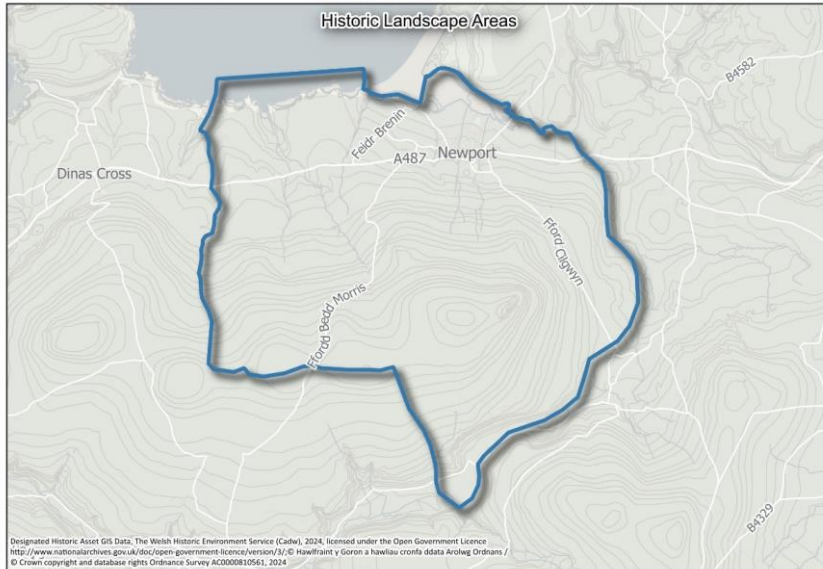 Historic Landscape Areas
B4582
Feidr Brenin
A487
Newport
Dinas Cross
Fford Cilgwyn
Ffordd Bedd Morris
B4329
Designated Historic Asset GIS Data, The Welsh Historic Environment Service (Cadw), 2024, licensed under the Open Government Licence
http://www.nationalarchives.gov.uk/doc/open-government-licence/version/3/;© Hawlfraint y Goron a hawliau cronfa ddata Arolwg Ordnans /
© Crown copyright and database rights Ordnance Survey AC0000810561, 2024